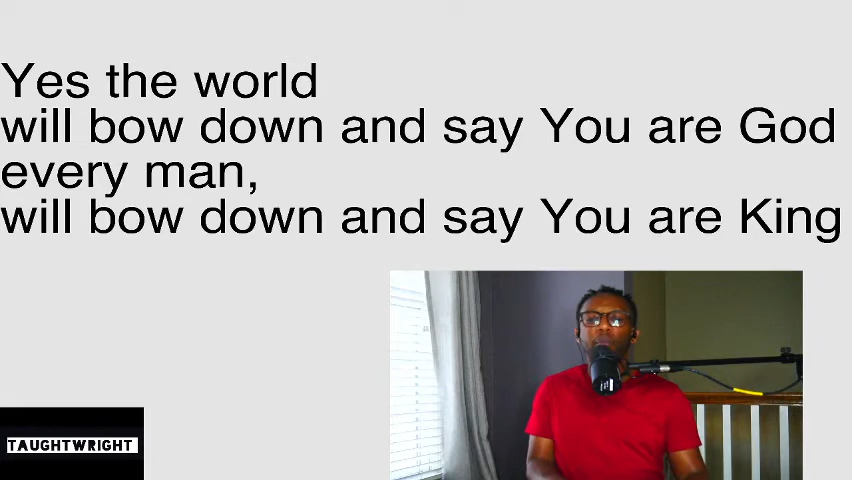 Yes the world
will bow down and say You are God
every man,
will bow down and say You are King
TAUGHTWRIGHT